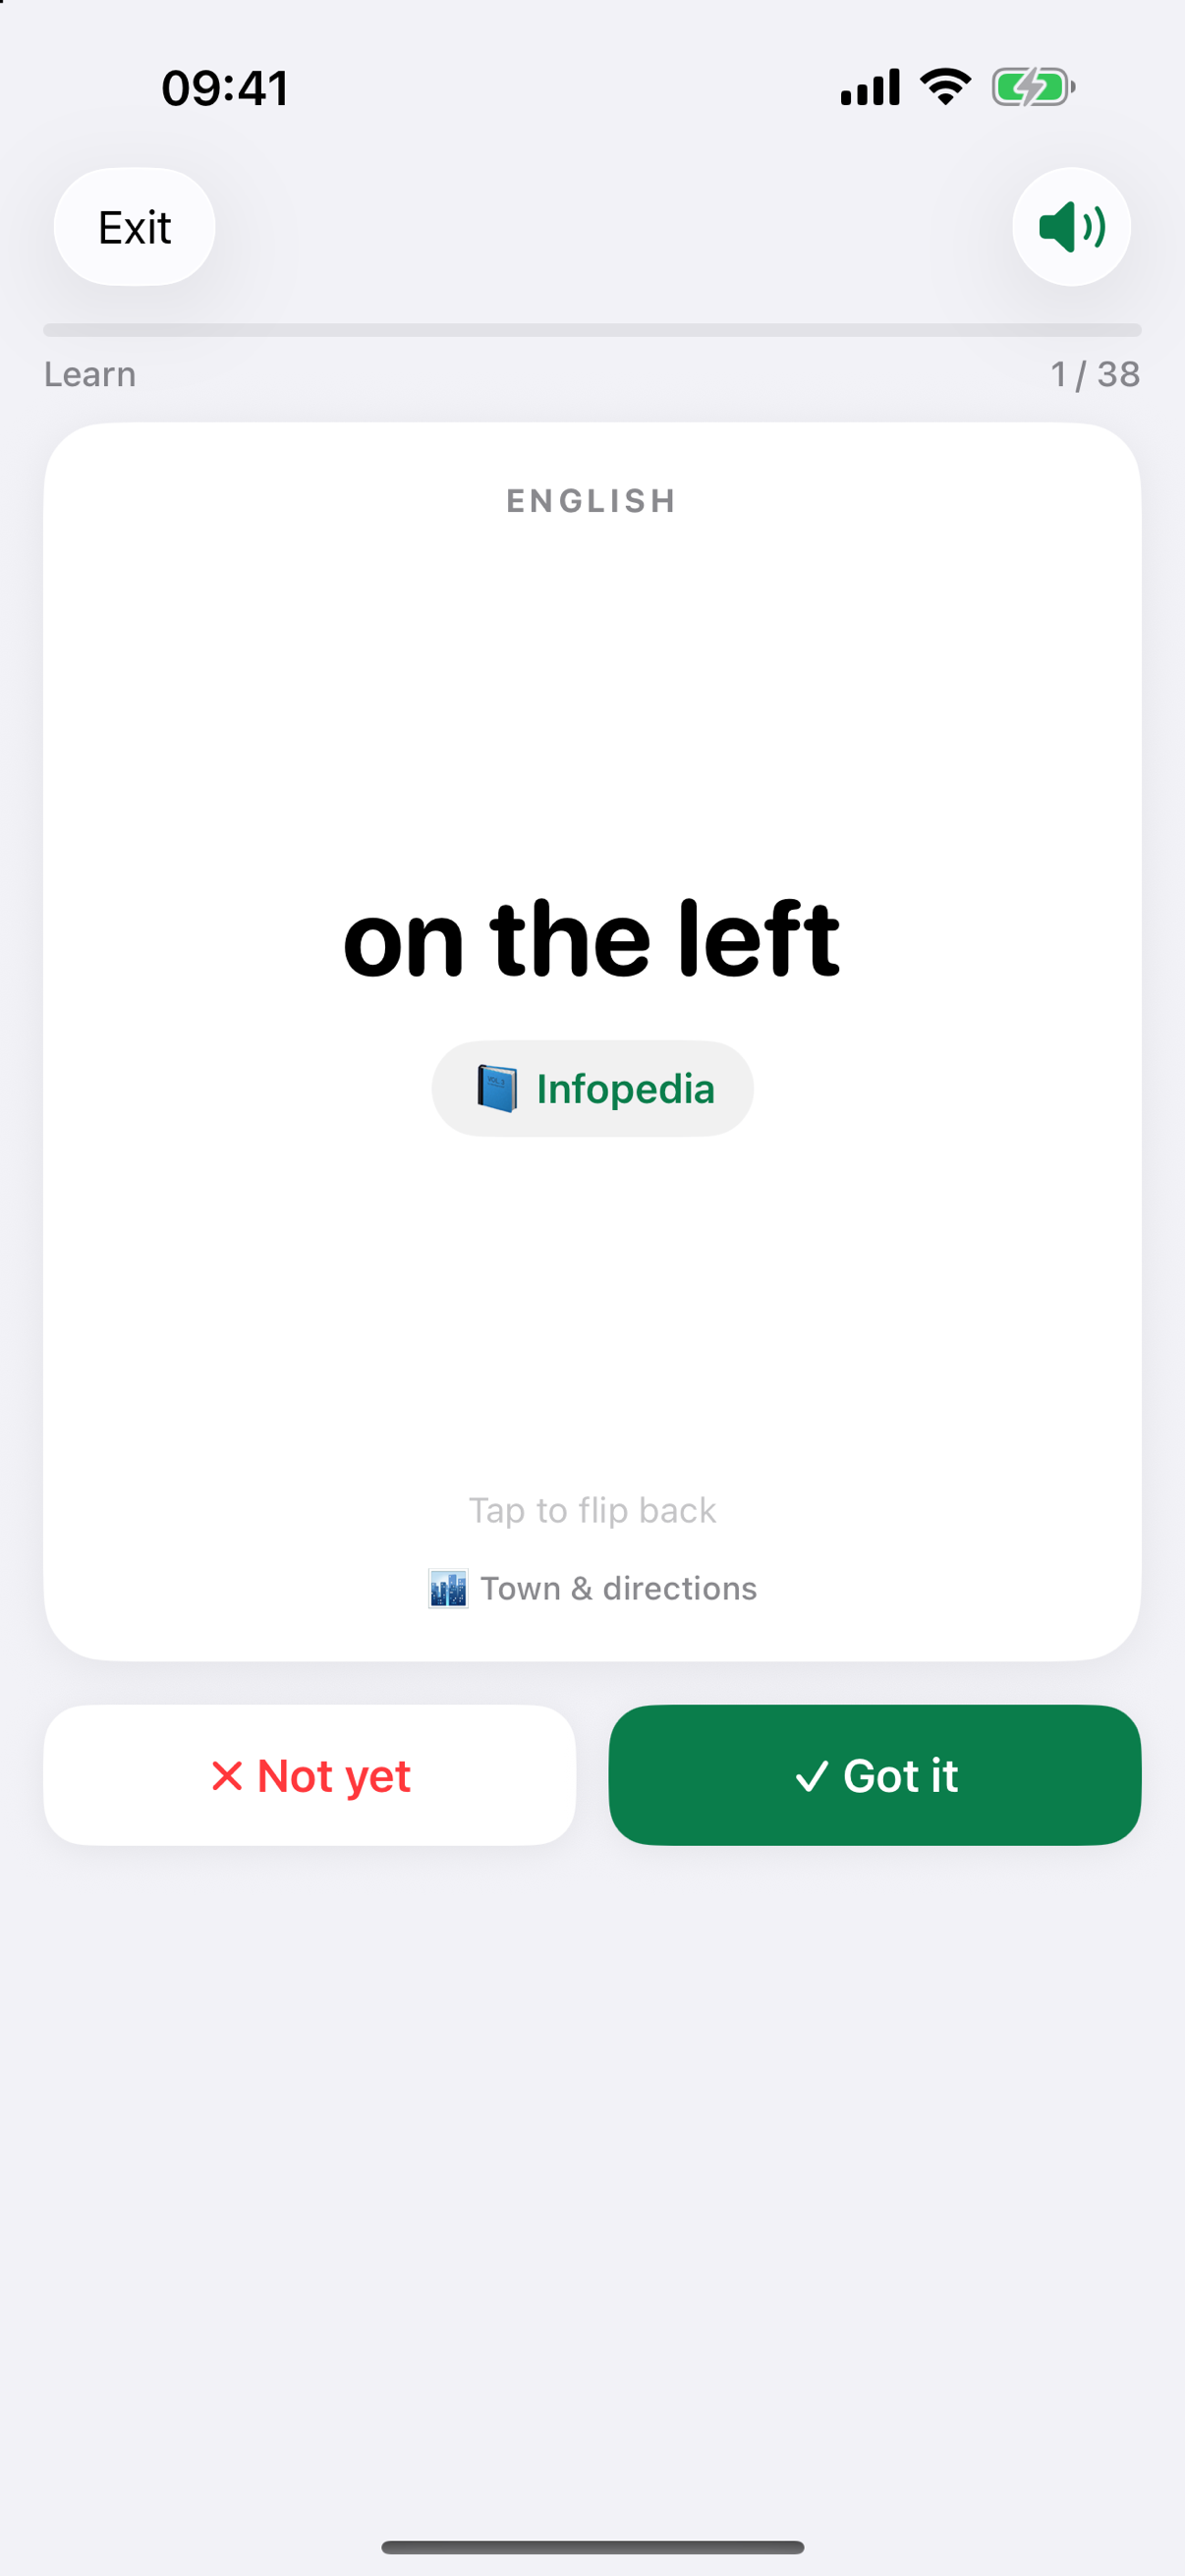 09:41
Exit
Learn
1 / 38
ENGLISH
on the left
Infopedia
Tap to flip back
Town & directions
Not yet
Got it